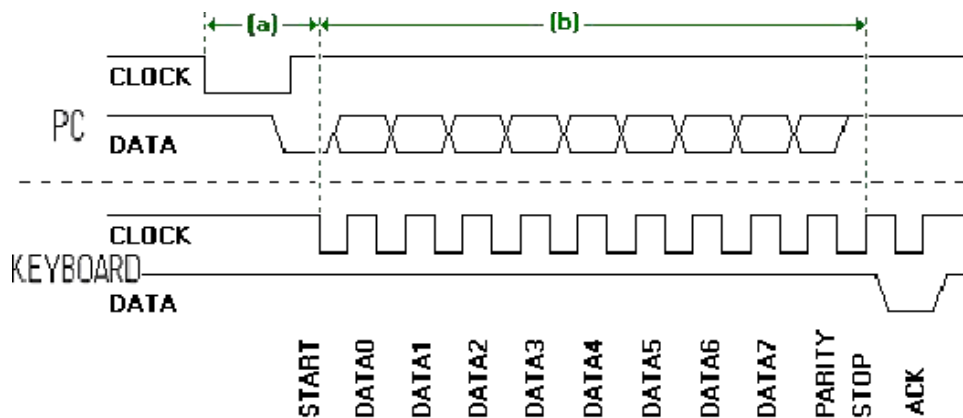 (a)
(b)
CLOCK
PC
DATA
CLOCK
KEYBOARD
DATA
START
DATA0
DATA1
DATA2
DATA3
DATA4
DATA5
DATA6
DATA7
PARITY
STOP
ACK